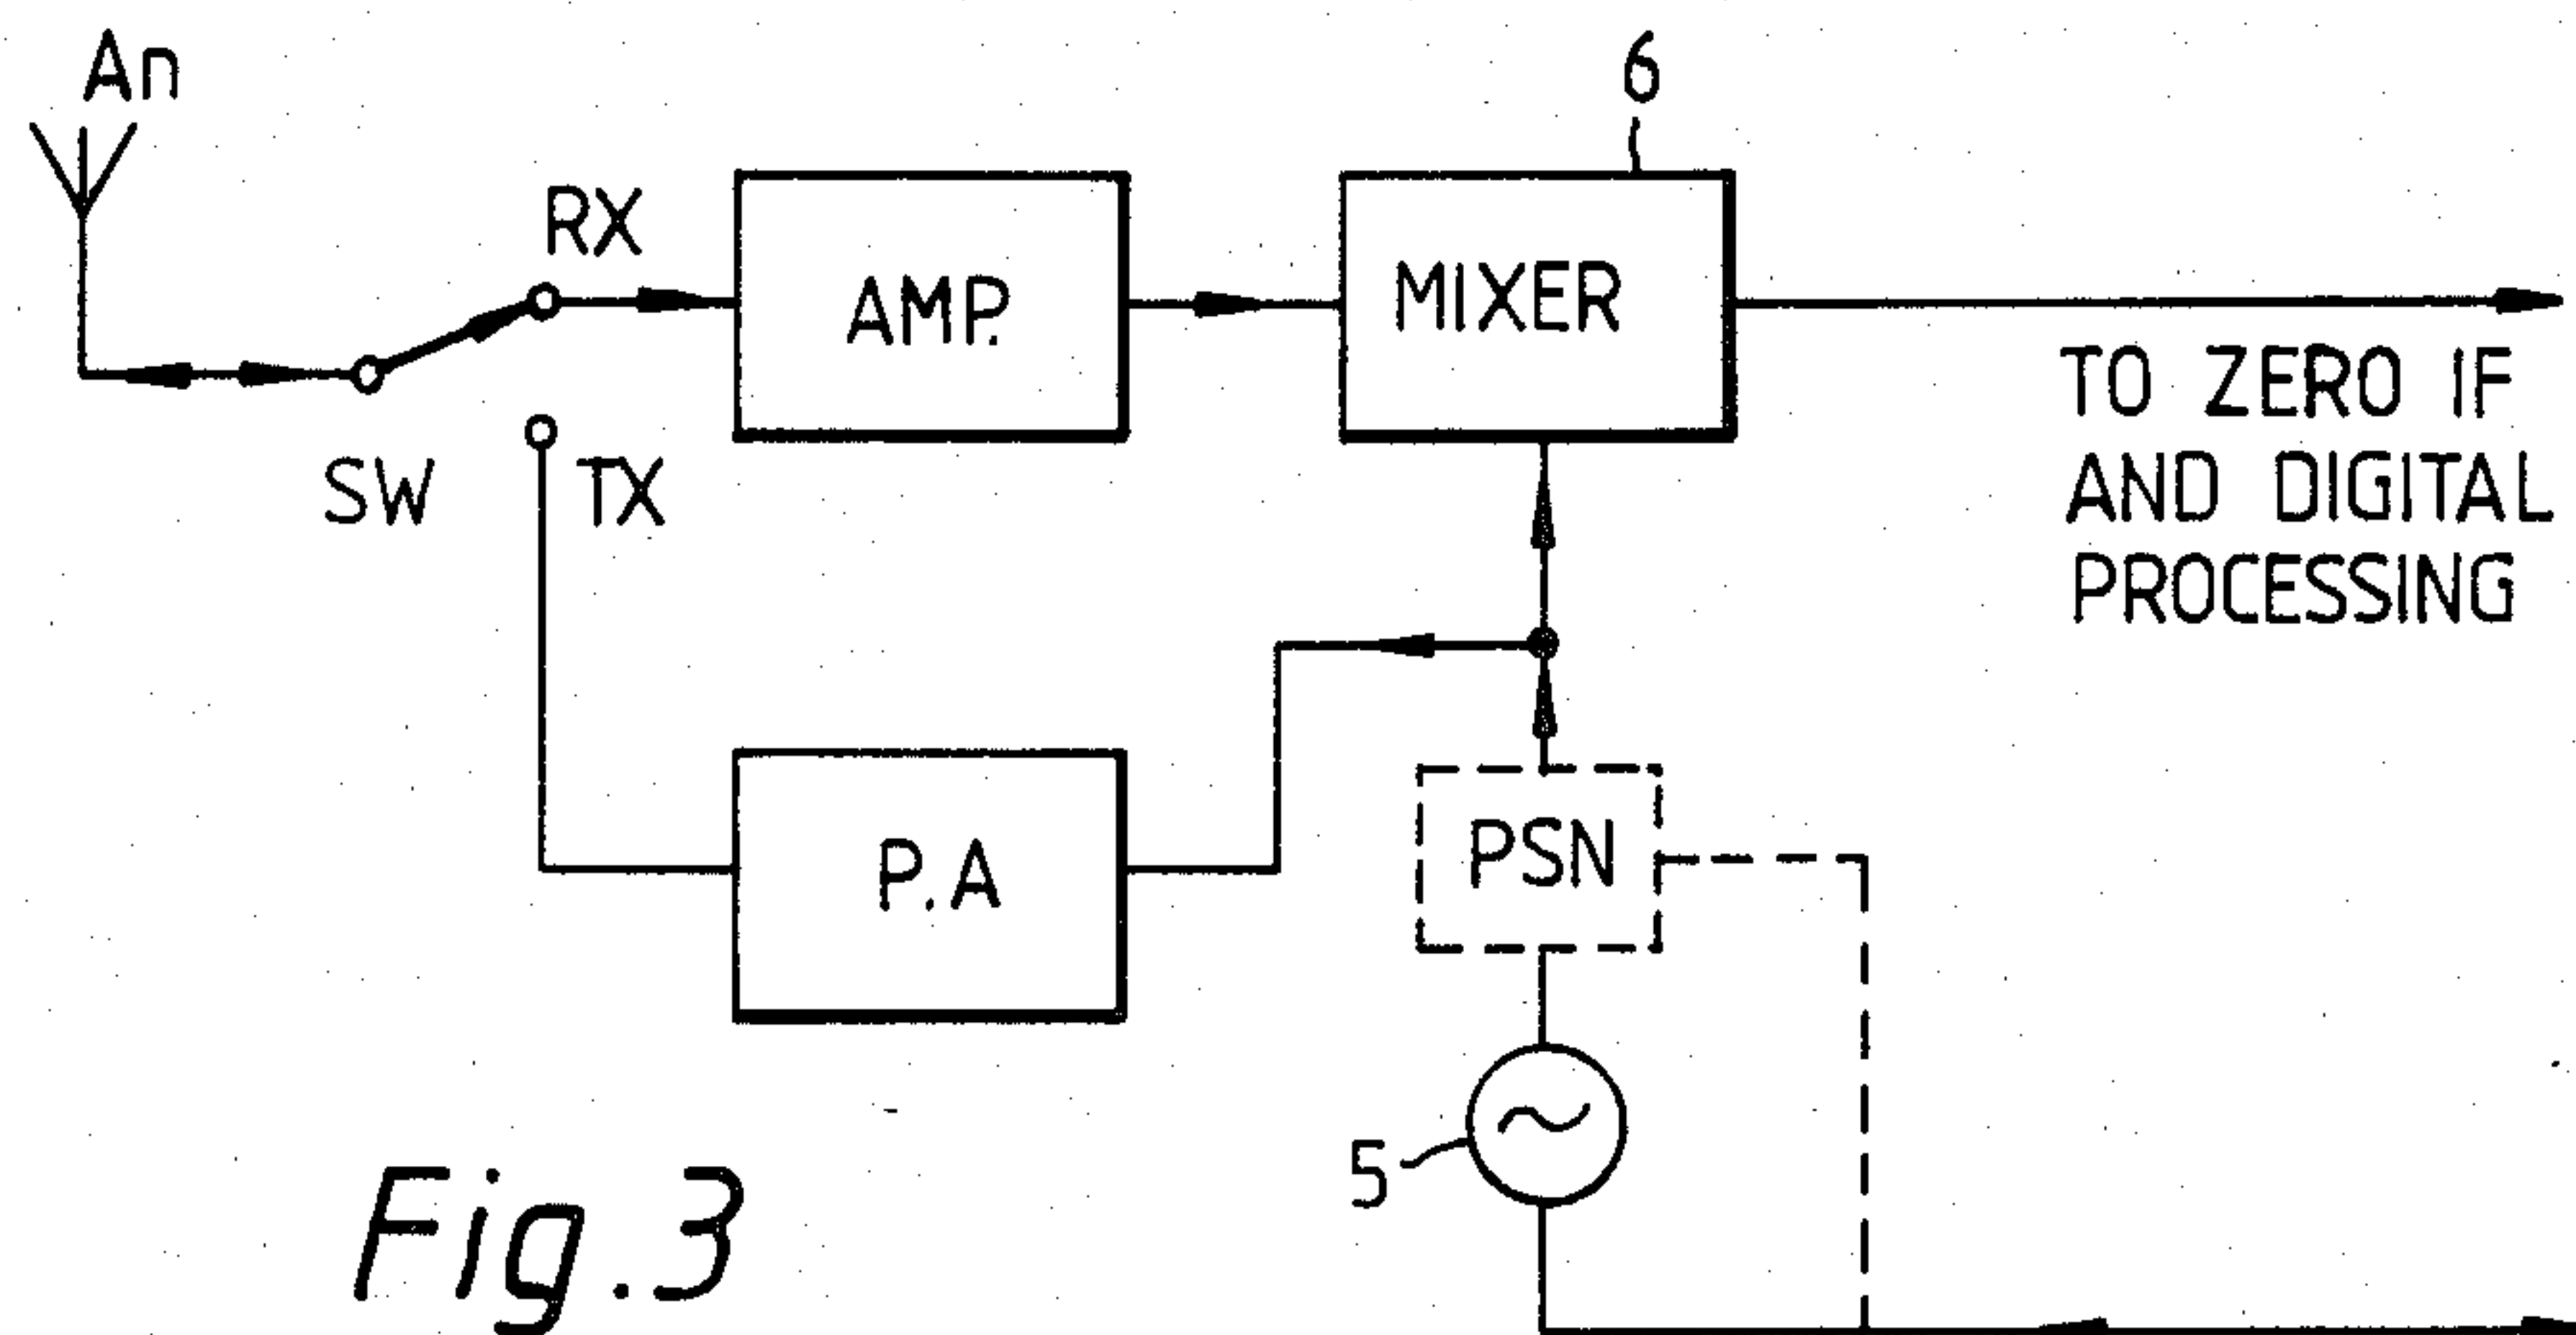 An
6
RX
AMP.
MIXER
TO ZERO IF
AND DIGITAL
PROCESSING
SW
TX
P.A
PSN
5
Fig.3